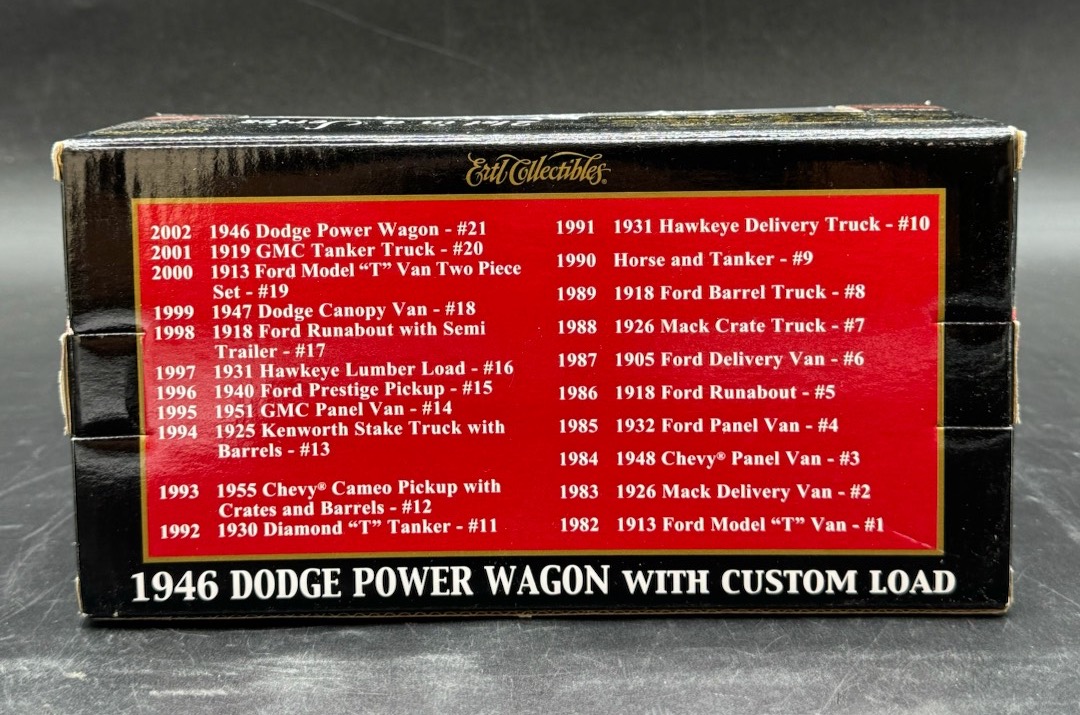 Ertl Collectibles®
2002 1946 Dodge Power Wagon - #21
2001 1919 GMC Tanker Truck - #20
2000 1913 Ford Model “T” Van Two Piece
Set - #19
1999 1947 Dodge Canopy Van - #18
1998 1918 Ford Runabout with Semi
Trailer - #17
1997 1931 Hawkeye Lumber Load - #16
1996 1940 Ford Prestige Pickup - #15
1995 1951 GMC Panel Van - #14
1994 1925 Kenworth Stake Truck with
Barrels - #13
1993 1955 Chevy® Cameo Pickup with
Crates and Barrels - #12
1992 1930 Diamond “T” Tanker - #11
1991 1931 Hawkeye Delivery Truck - #10
1990 Horse and Tanker - #9
1989 1918 Ford Barrel Truck - #8
1988 1926 Mack Crate Truck - #7
1987 1905 Ford Delivery Van - #6
1986 1918 Ford Runabout - #5
1985 1932 Ford Panel Van - #4
1984 1948 Chevy® Panel Van - #3
1983 1926 Mack Delivery Van - #2
1982 1913 Ford Model “T” Van - #1
1946 DODGE POWER WAGON WITH CUSTOM LOAD